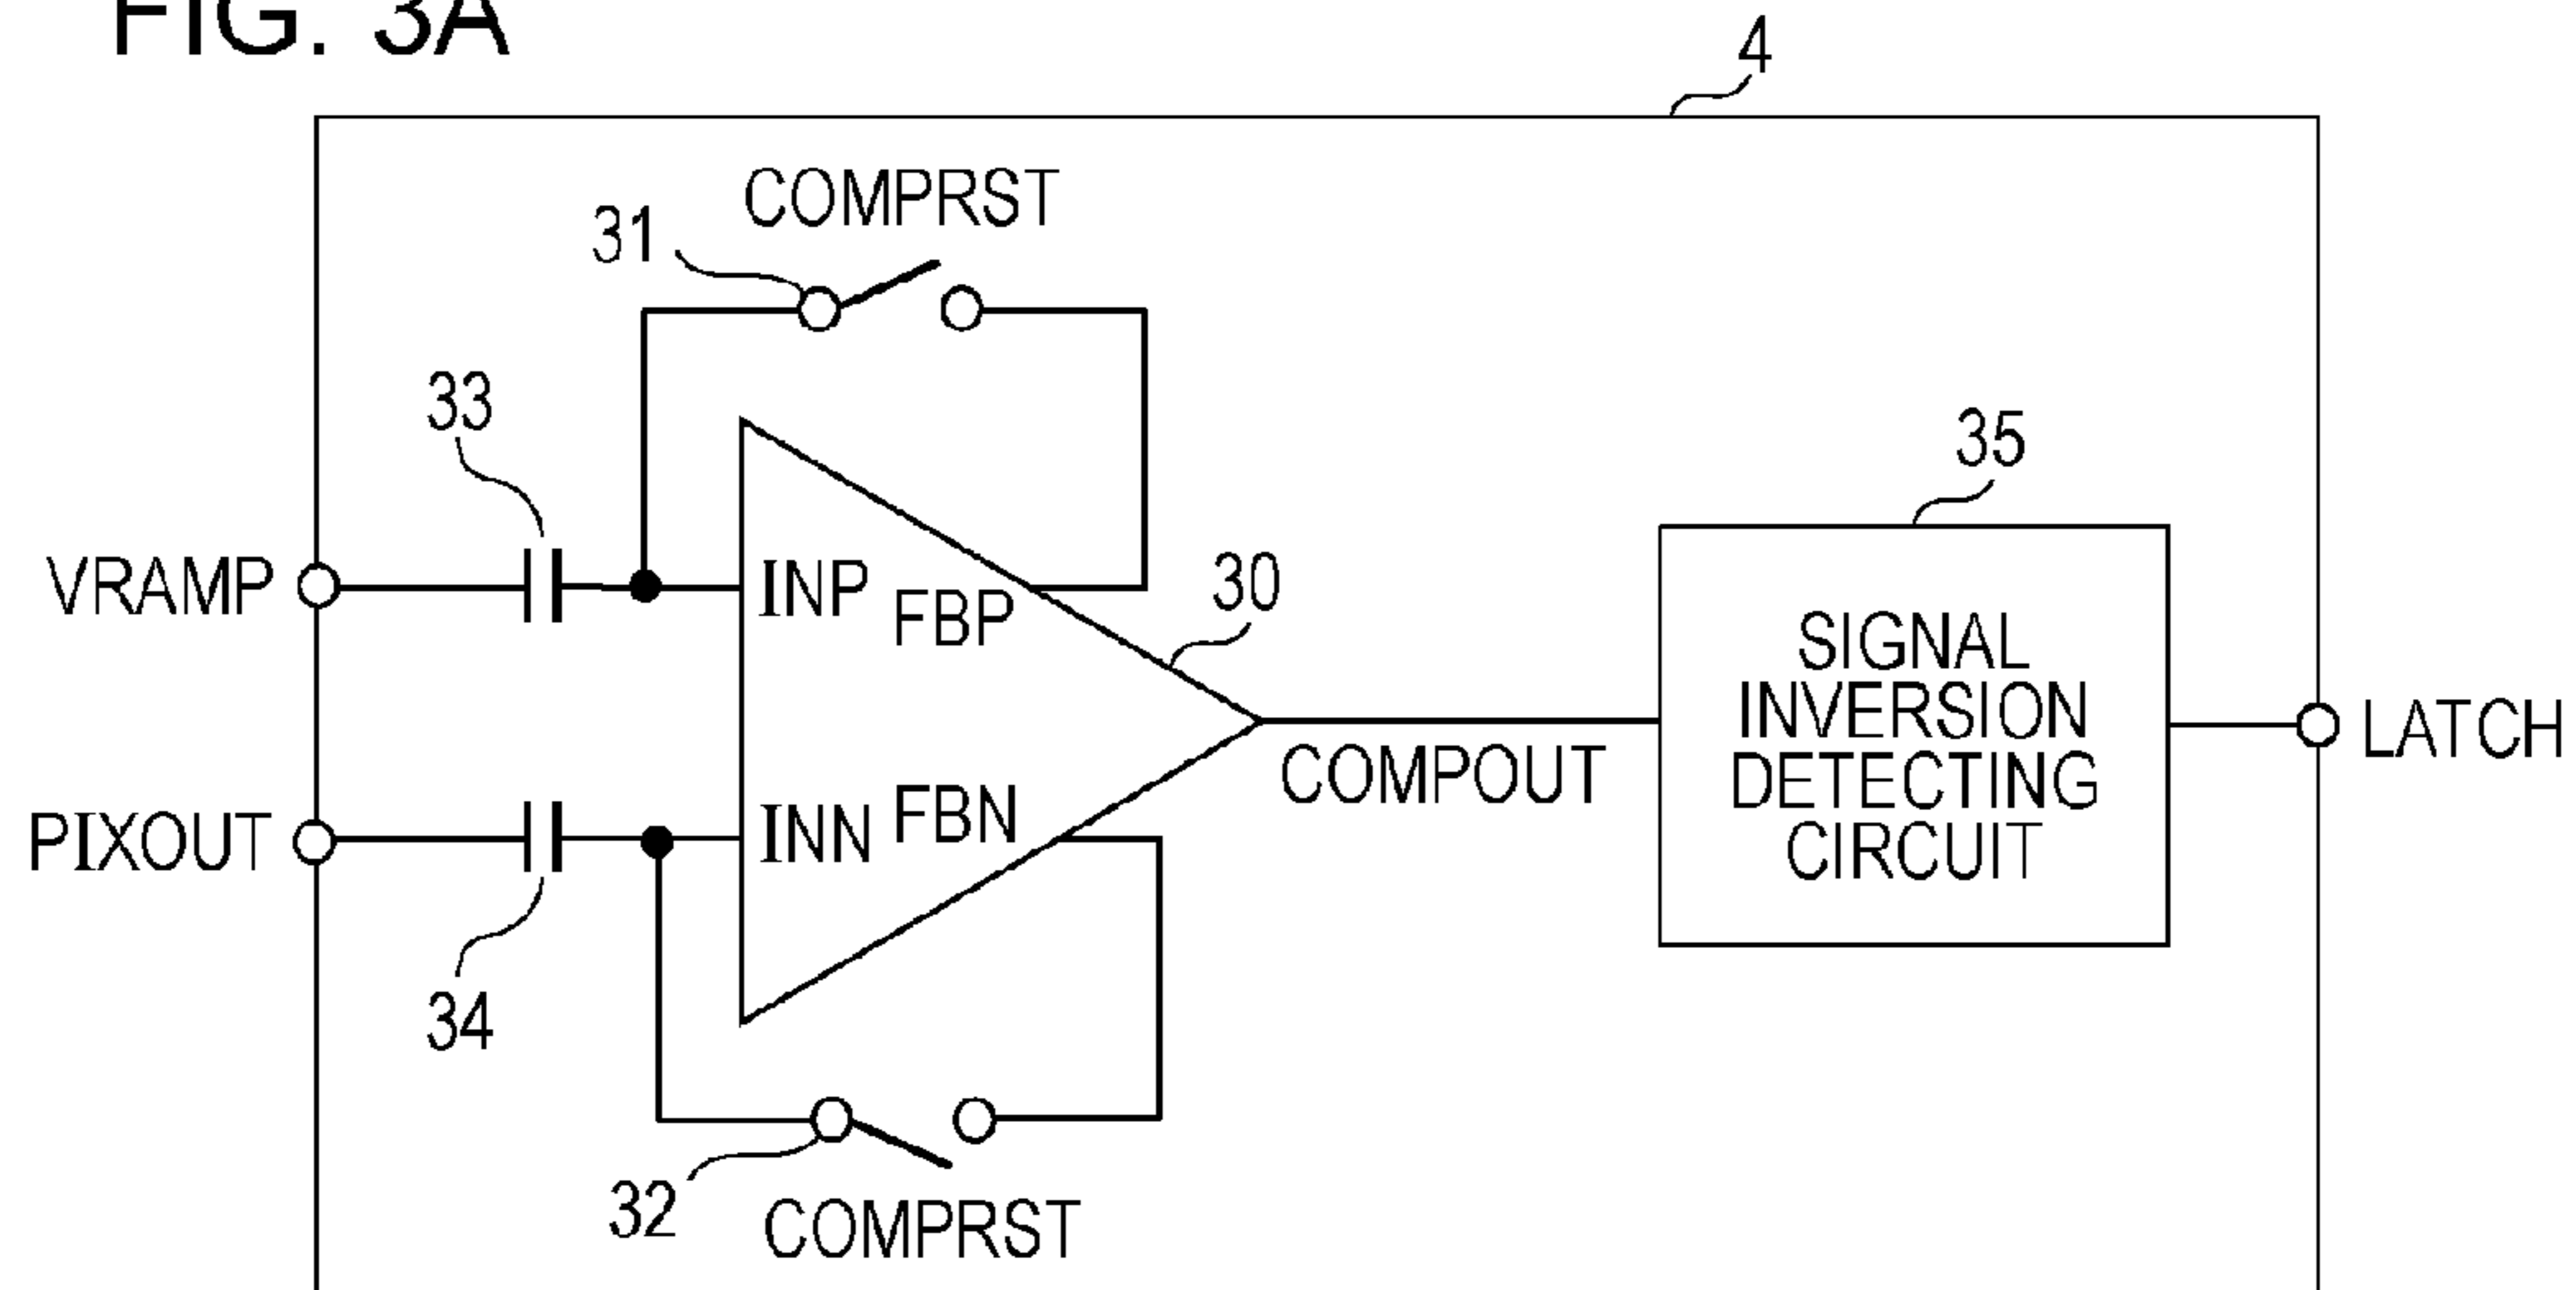 FIG. 3A
4
COMPRST
31
33
35
VRAMP
INP
FBP
30
SIGNAL
INVERSION
DETECTING
CIRCUIT
LATCH
COMPOUT
PIXOUT
INN
FBN
34
32
COMPRST